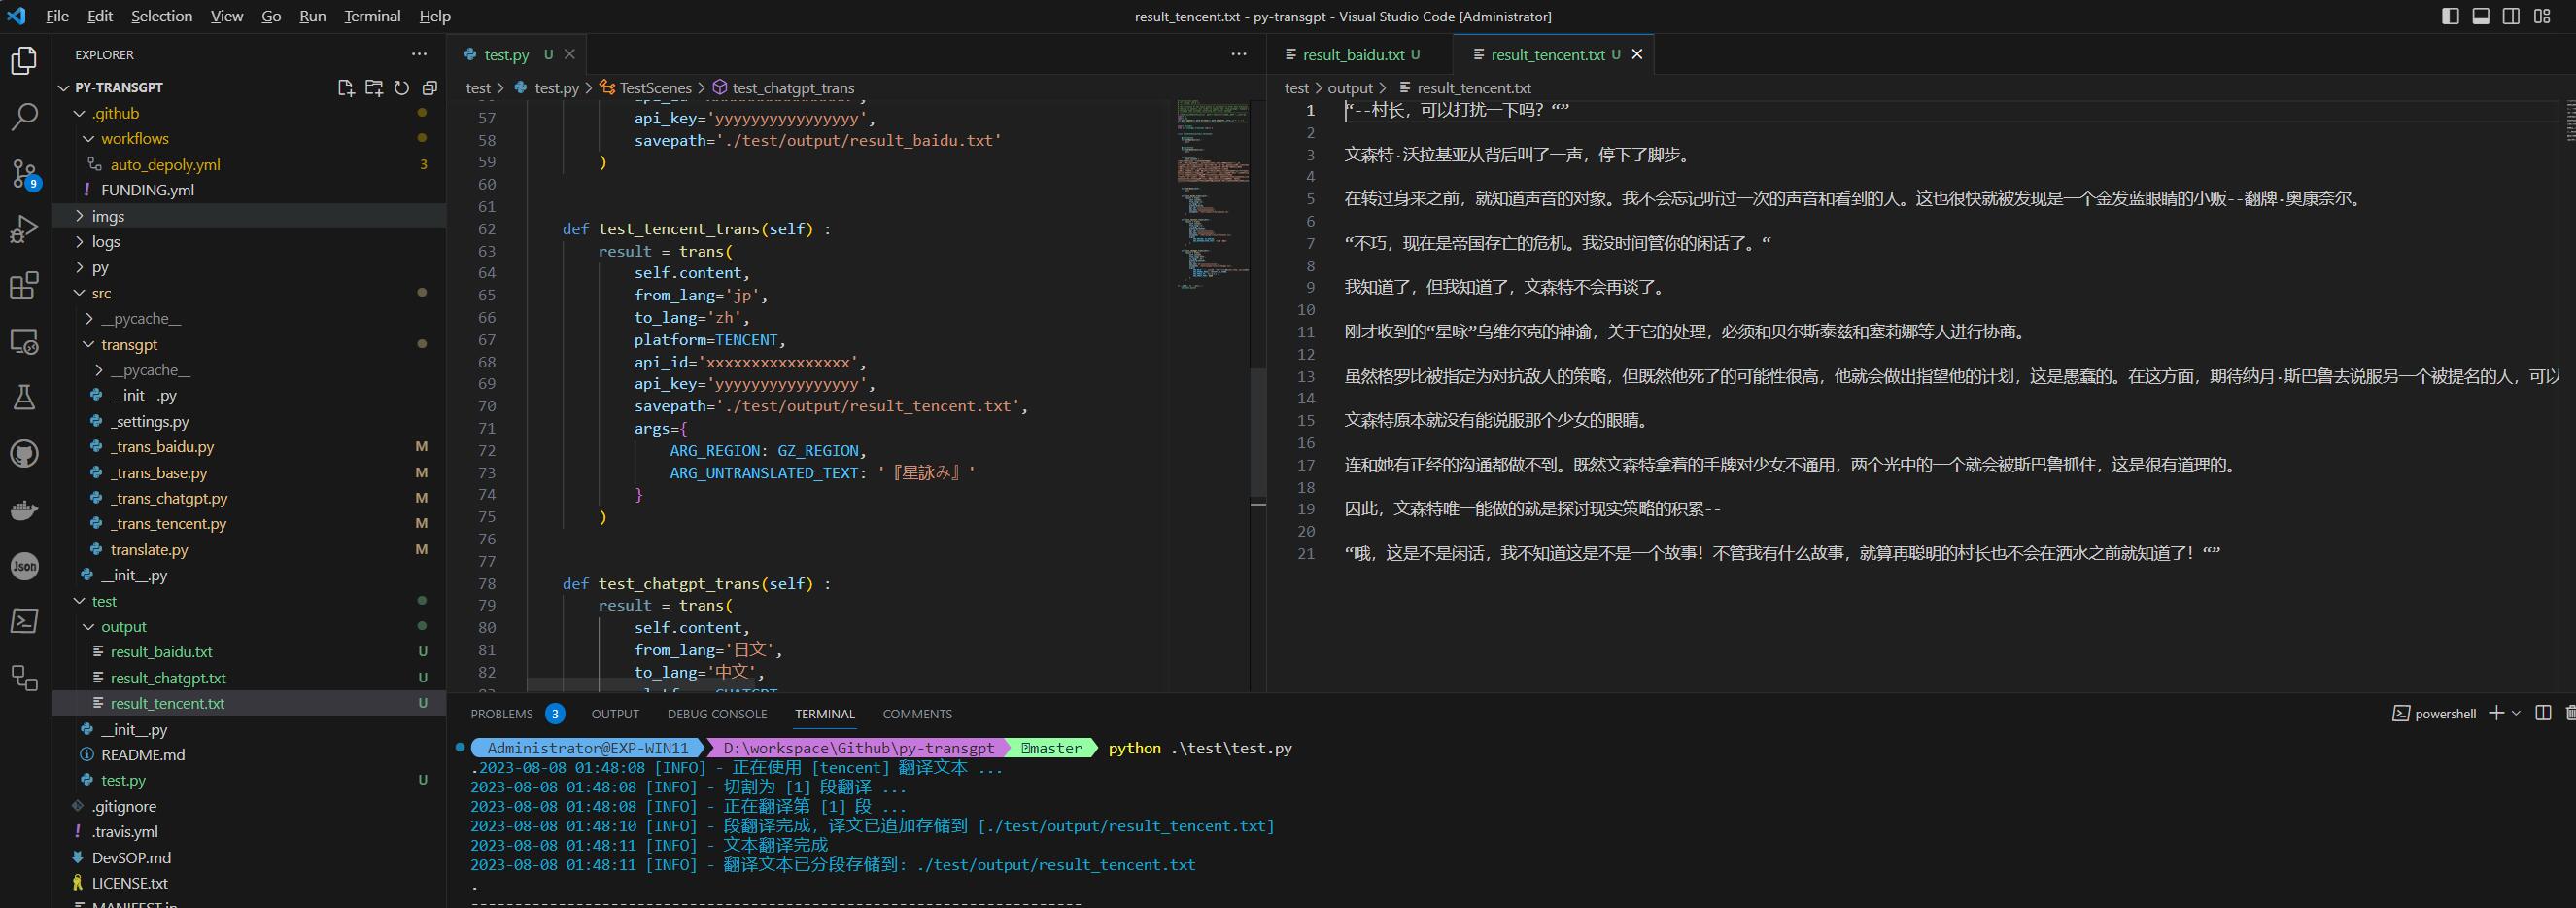 File Edit Selection View Go Run Terminal Help
result_tencent.txt - py-transgpt - Visual Studio Code [Administrator]
EXPLORER
PY-TRANSGPT
.github
workflows
auto_depoly.yml 3
! FUNDING.yml
imgs
logs
py
src
__pycache__
transgpt
__pycache__
__init__.py
_settings.py
_trans_baidu.py M
_trans_base.py M
_trans_chatgpt.py M
_trans_tencent.py M
translate.py M
__init__.py
test
output
result_baidu.txt U
result_chatgpt.txt U
result_tencent.txt U
__init__.py
README.md
test.py U
.gitignore
! .travis.yml
DevSOP.md
LICENSE.txt
9
Json
test.py U
test > test.py > TestScenes > test_chatgpt_trans
57 api_key='yyyyyyyyyyyyyyyy',
58 savepath='./test/output/result_baidu.txt'
59 )
60
61
62 def test_tencent_trans(self) :
63 result = trans(
64 self.content,
65 from_lang='jp',
66 to_lang='zh',
67 platform=TENCENT,
68 api_id='xxxxxxxxxxxxxxxx',
69 api_key='yyyyyyyyyyyyyyyy',
70 savepath='./test/output/result_tencent.txt',
71 args={
72 ARG_REGION: GZ_REGION,
73 ARG_UNTRANSLATED_TEXT: '『星詠み』'
74 }
75 )
76
77
78 def test_chatgpt_trans(self) :
79 result = trans(
80 self.content,
81 from_lang='日文',
82 to_lang='中文',
result_baidu.txt U result_tencent.txt U
test > output > result_tencent.txt
1 “--村长，可以打扰一下吗？“”
2
3 文森特·沃拉基亚从背后叫了一声，停下了脚步。
4
5 在转过身来之前，就知道声音的对象。我不会忘记听过一次的声音和看到的人。这也很快就被发现是一个金发蓝眼睛的小贩--翻牌·奥康奈尔。
6
7 “不巧，现在是帝国存亡的危机。我没时间管你的闲话了。“
8
9 我知道了，但我知道了，文森特不会再谈了。
10
11 刚才收到的“星咏”乌维尔克的神谕，关于它的处理，必须和贝尔斯泰兹和塞莉娜等人进行协商。
12
13 虽然格罗比被指定为对抗敌人的策略，但既然他死了的可能性很高，他就会做出指望他的计划，这是愚蠢的。在这方面，期待纳月·斯巴鲁去说服另一个被提名的人，可以
14
15 文森特原本就没有能说服那个少女的眼睛。
16
17 连和她有正经的沟通都做不到。既然文森特拿着的手牌对少女不通用，两个光中的一个就会被斯巴鲁抓住，这是很有道理的。
18
19 因此，文森特唯一能做的就是探讨现实策略的积累--
20
21 “哦，这是不是闲话，我不知道这是不是一个故事！不管我有什么故事，就算再聪明的村长也不会在洒水之前就知道了！“”
PROBLEMS 3 OUTPUT DEBUG CONSOLE TERMINAL COMMENTS
powershell
Administrator@EXP-WIN11 D:\workspace\Github\py-transgpt master python .\test\test.py
.2023-08-08 01:48:08 [INFO] - 正在使用 [tencent] 翻译文本 ...
2023-08-08 01:48:08 [INFO] - 切割为 [1] 段翻译 ...
2023-08-08 01:48:08 [INFO] - 正在翻译第 [1] 段 ...
2023-08-08 01:48:10 [INFO] - 段翻译完成，译文已追加存储到 [./test/output/result_tencent.txt]
2023-08-08 01:48:11 [INFO] - 文本翻译完成
2023-08-08 01:48:11 [INFO] - 翻译文本已分段存储到: ./test/output/result_tencent.txt
.
----------------------------------------------------------------------